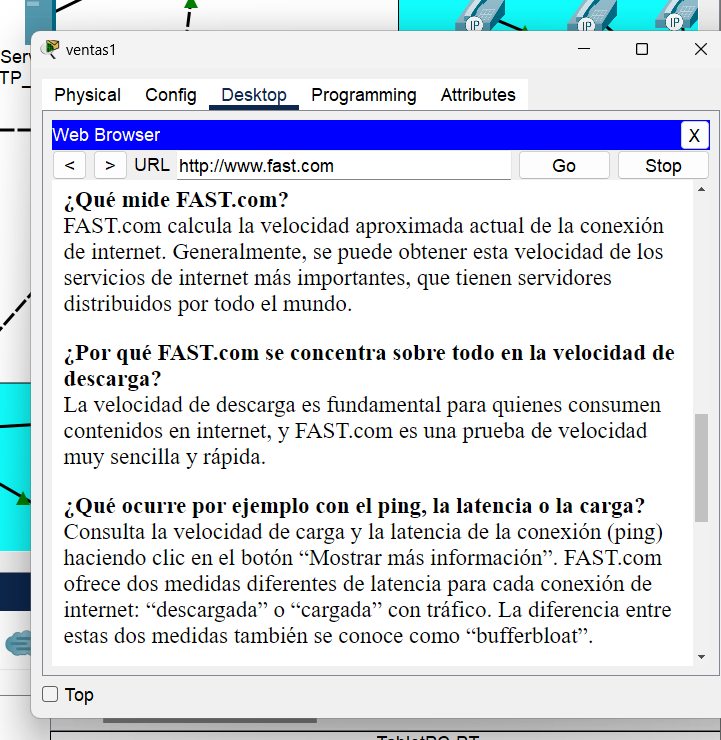 IP
IP
IP
Serv
TP_
ventas1
Physical Config Desktop Programming Attributes
Web Browser X
< > URL http://www.fast.com Go Stop
¿Qué mide FAST.com?
FAST.com calcula la velocidad aproximada actual de la conexión
de internet. Generalmente, se puede obtener esta velocidad de los
servicios de internet más importantes, que tienen servidores
distribuidos por todo el mundo.
¿Por qué FAST.com se concentra sobre todo en la velocidad de
descarga?
La velocidad de descarga es fundamental para quienes consumen
contenidos en internet, y FAST.com es una prueba de velocidad
muy sencilla y rápida.
¿Qué ocurre por ejemplo con el ping, la latencia o la carga?
Consulta la velocidad de carga y la latencia de la conexión (ping)
haciendo clic en el botón “Mostrar más información”. FAST.com
ofrece dos medidas diferentes de latencia para cada conexión de
internet: “descargada” o “cargada” con tráfico. La diferencia entre
estas dos medidas también se conoce como “bufferbloat”.
Top